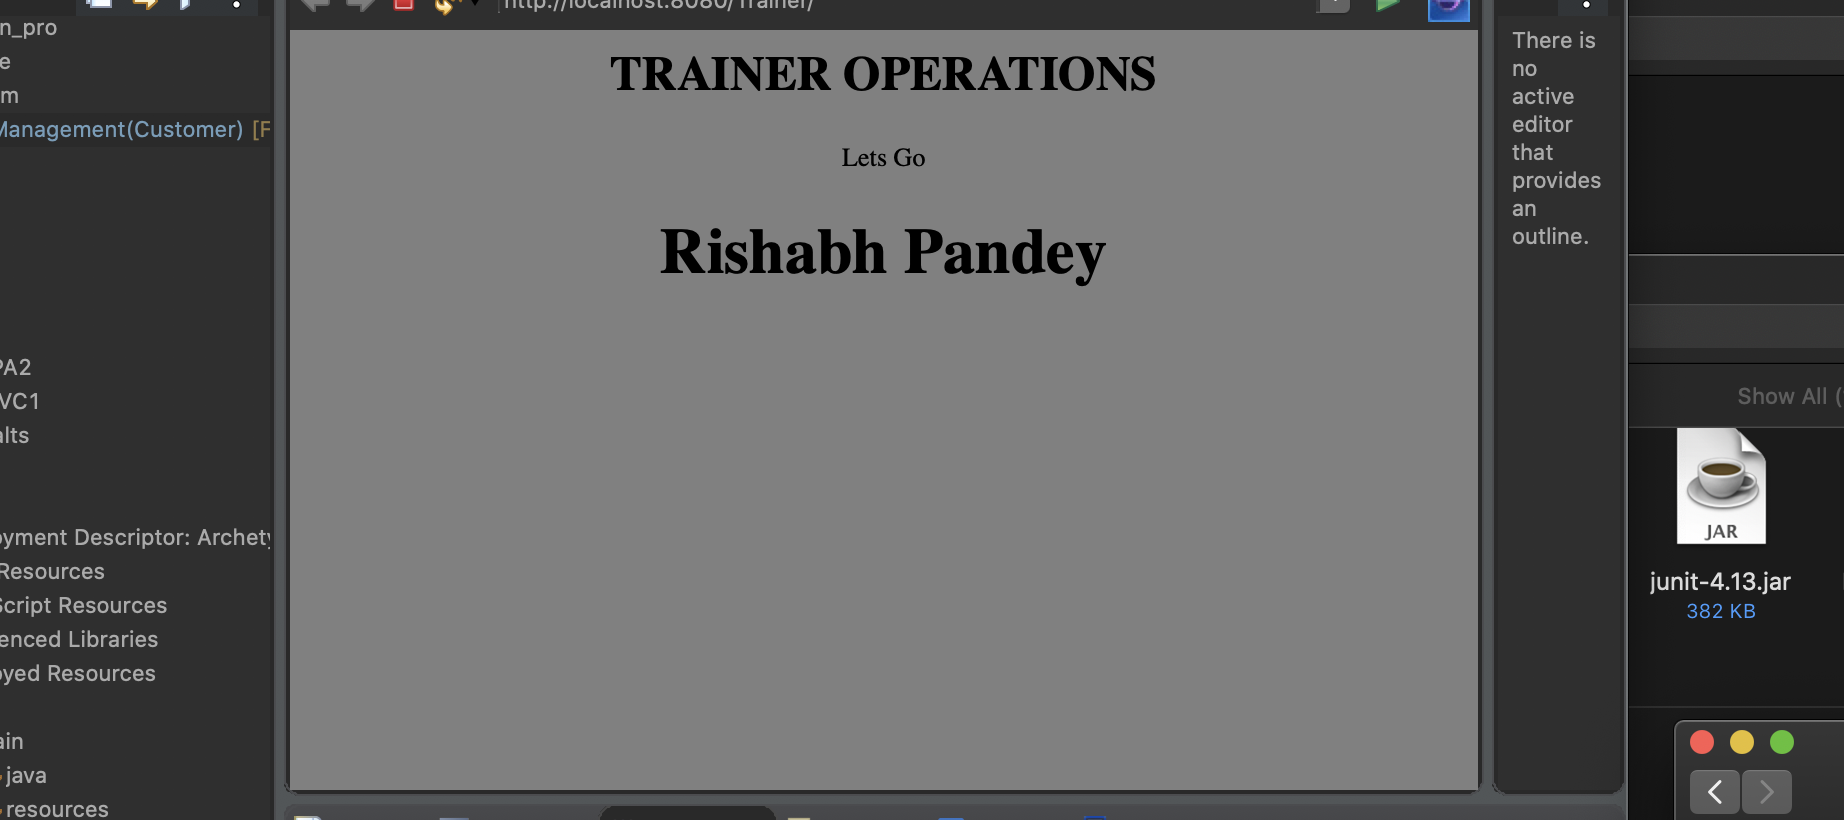 n_pro
e
m
Management(Customer) [F
PA2
VC1
alts
oyment Descriptor: Archety
Resources
Script Resources
enced Libraries
oyed Resources
ain
java
resources
http://localhost:8080/Trainer/
TRAINER OPERATIONS
Lets Go
Rishabh Pandey
There is
no
active
editor
that
provides
an
outline.
Show All (
JAR
junit-4.13.jar
382 KB